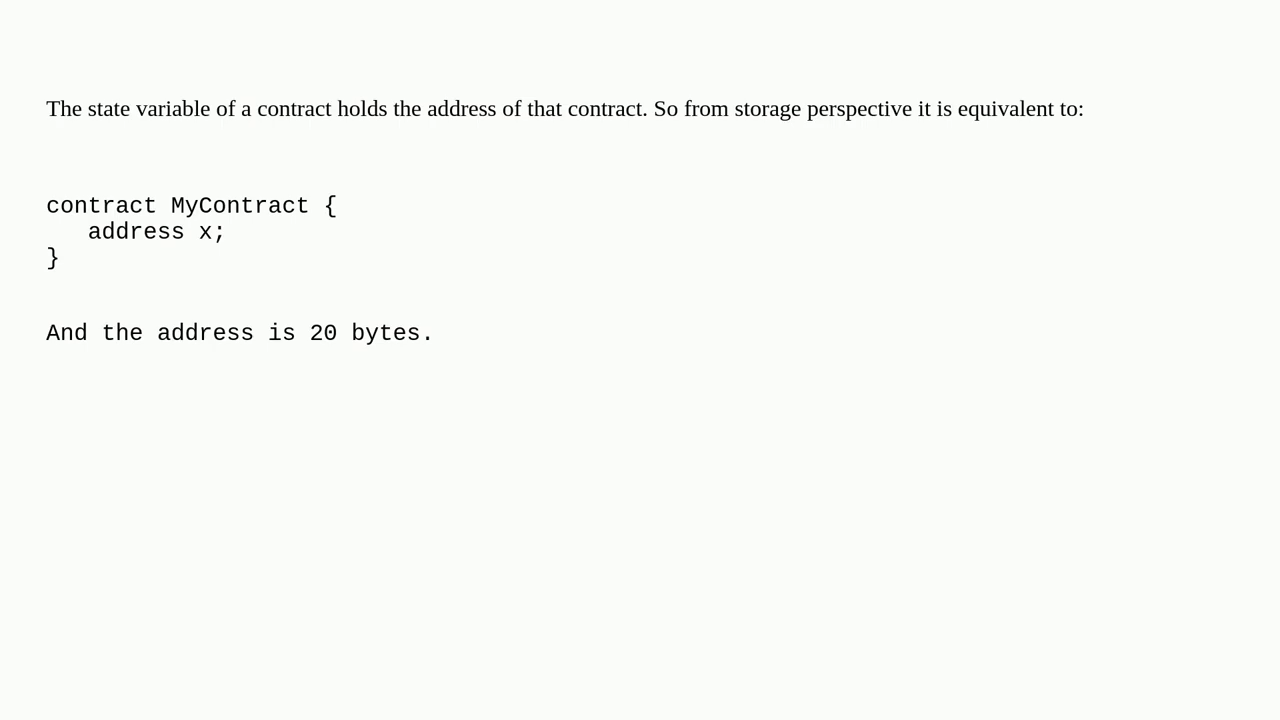 The state variable of a contract holds the address of that contract. So from storage perspective it is equivalent to:
contract MyContract {
   address x;
}
And the address is 20 bytes.